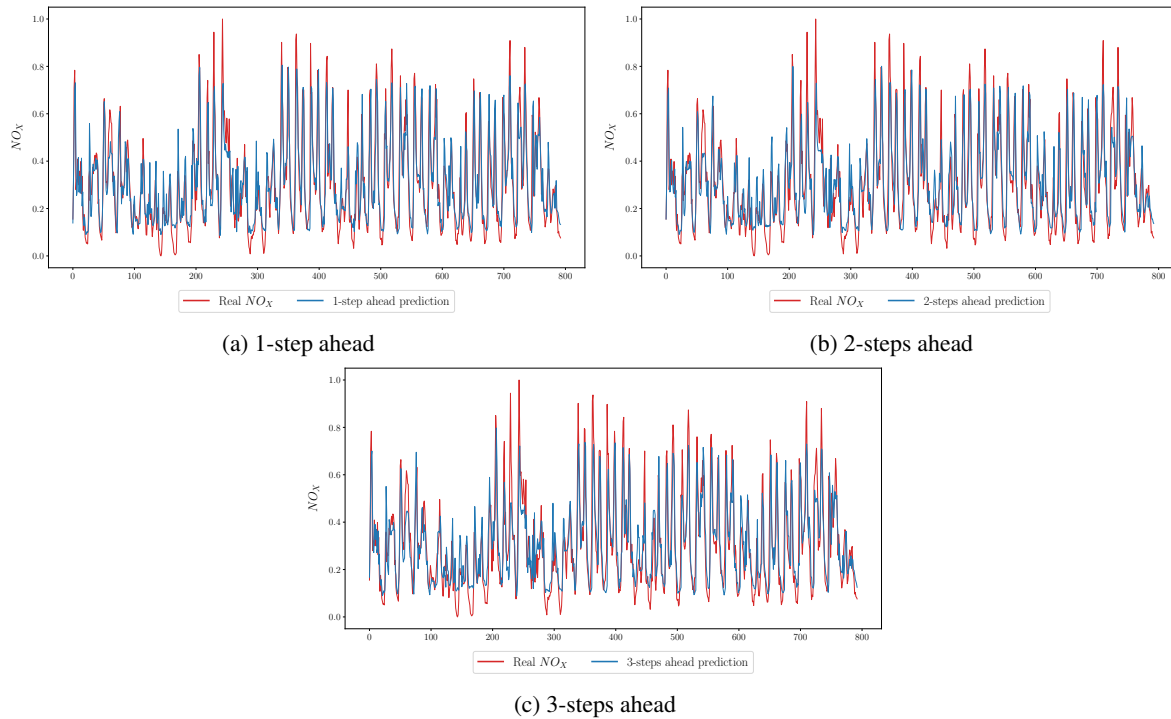 1.0
0.8
0.6
0.4
0.2
0.0
NO_X
0 100 200 300 400 500 600 700 800
Real NO_X 1-step ahead prediction
(a) 1-step ahead
1.0
0.8
0.6
0.4
0.2
0.0
NO_X
0 100 200 300 400 500 600 700 800
Real NO_X 2-steps ahead prediction
(b) 2-steps ahead
1.0
0.8
0.6
0.4
0.2
0.0
NO_X
0 100 200 300 400 500 600 700 800
Real NO_X 3-steps ahead prediction
(c) 3-steps ahead